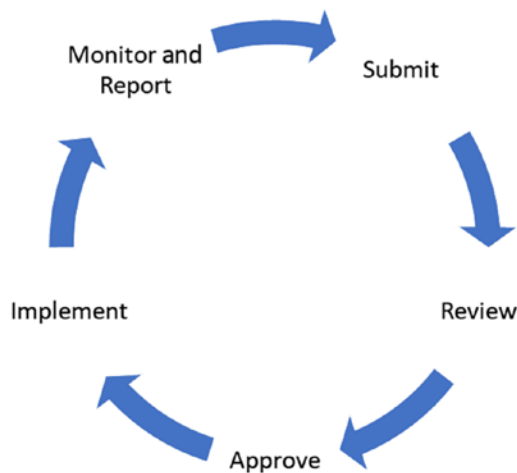 Monitor and
Report
Submit
Review
Approve
Implement